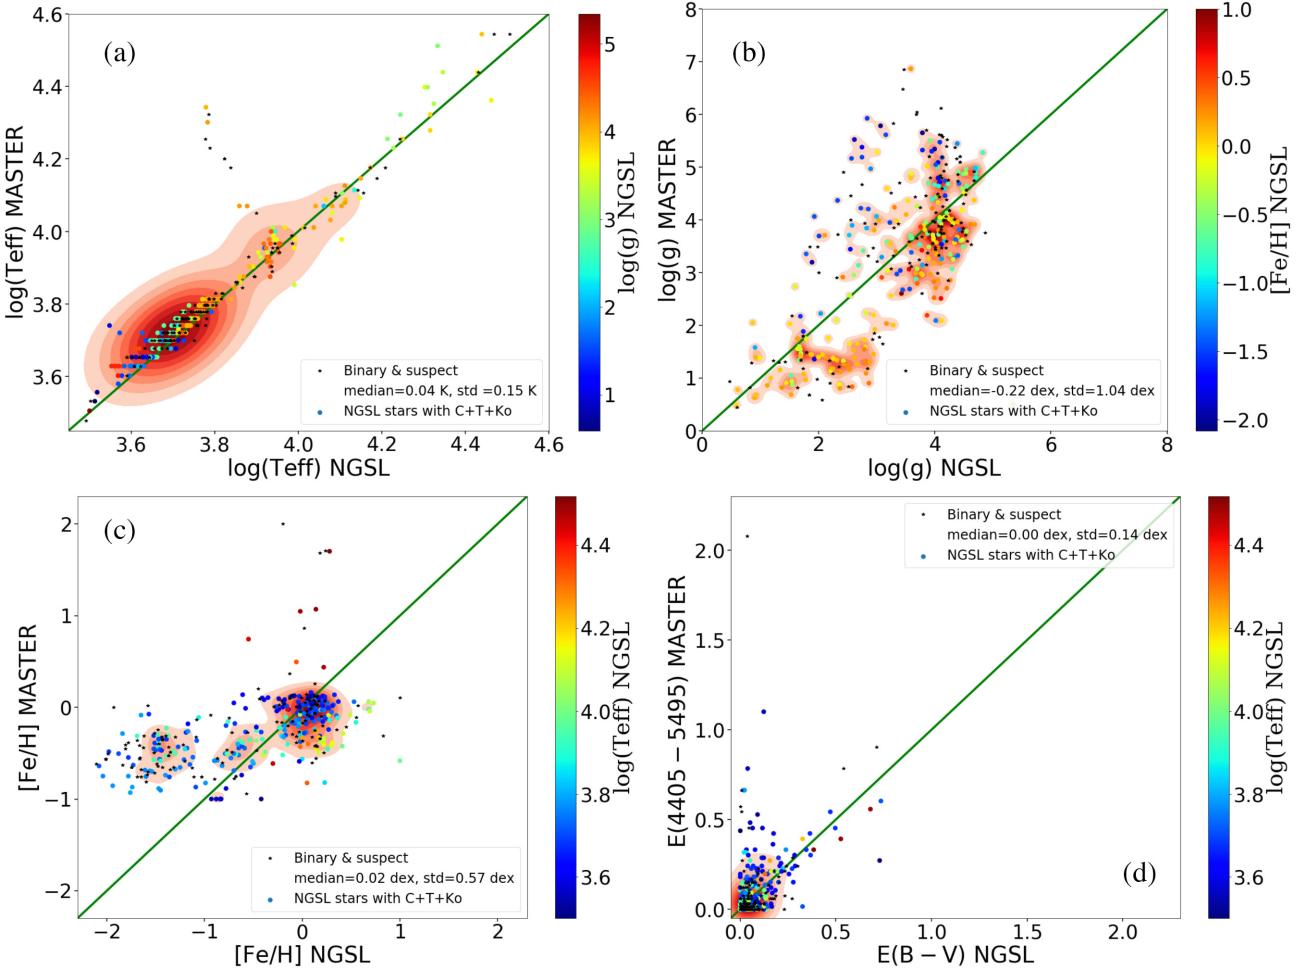 (a)
log(Teff) MASTER
4.6
4.4
4.2
4.0
3.8
3.6
3.6
3.8
4.0
4.2
4.4
4.6
log(Teff) NGSL
Binary & suspect
median=0.04 K, std =0.15 K
NGSL stars with C+T+Ko
5
4
3
2
1
log(g) NGSL
(b)
log(g) MASTER
8
7
6
5
4
3
2
1
0
0
2
4
6
8
log(g) NGSL
Binary & suspect
median=-0.22 dex, std=1.04 dex
NGSL stars with C+T+Ko
1.0
0.5
0.0
−0.5
−1.0
−1.5
−2.0
[Fe/H] NGSL
(c)
[Fe/H] MASTER
2
1
0
−1
−2
−2
−1
0
1
2
[Fe/H] NGSL
Binary & suspect
median=0.02 dex, std=0.57 dex
NGSL stars with C+T+Ko
4.4
4.2
4.0
3.8
3.6
log(Teff) NGSL
(d)
E(4405 − 5495) MASTER
2.0
1.5
1.0
0.5
0.0
0.0
0.5
1.0
1.5
2.0
E(B − V) NGSL
Binary & suspect
median=0.00 dex, std=0.14 dex
NGSL stars with C+T+Ko
4.4
4.2
4.0
3.8
3.6
log(Teff) NGSL